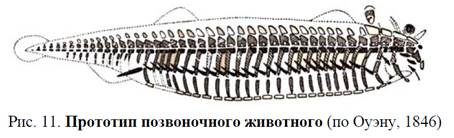 Рис. 11. Прототип позвоночного животного (по Оуэну, 1846)